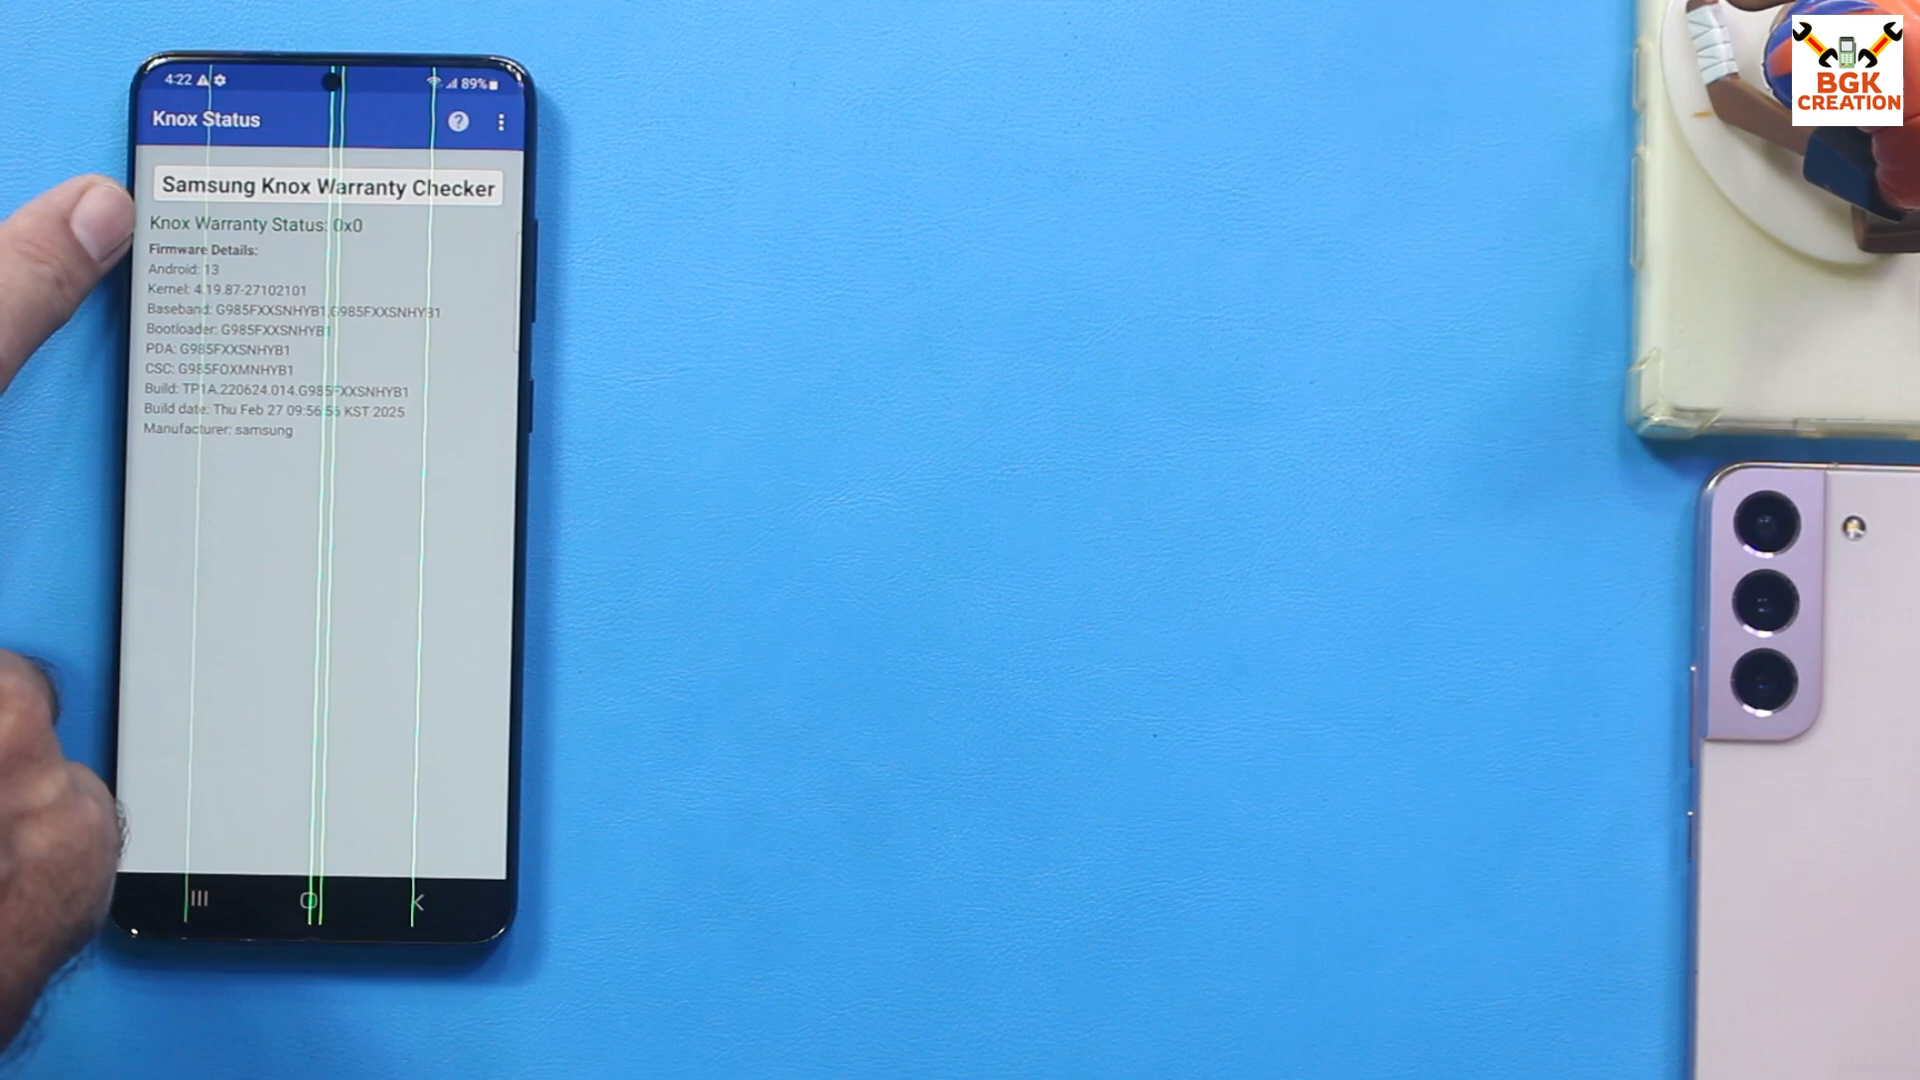 4:22
89%
Knox Status
Samsung Knox Warranty Checker
Knox Warranty Status: 0x0
Firmware Details:
Android: 13
Kernel: 4.19.87-27102101
Baseband: G985FXXSNHYB1,G985FXXSNHYB1
Bootloader: G985FXXSNHYB1
PDA: G985FXXSNHYB1
CSC: G985FOXMNHYB1
Build: TP1A.220624.014.G985FXXSNHYB1
Build date: Thu Feb 27 09:56:56 KST 2025
Manufacturer: samsung
BGK
CREATION